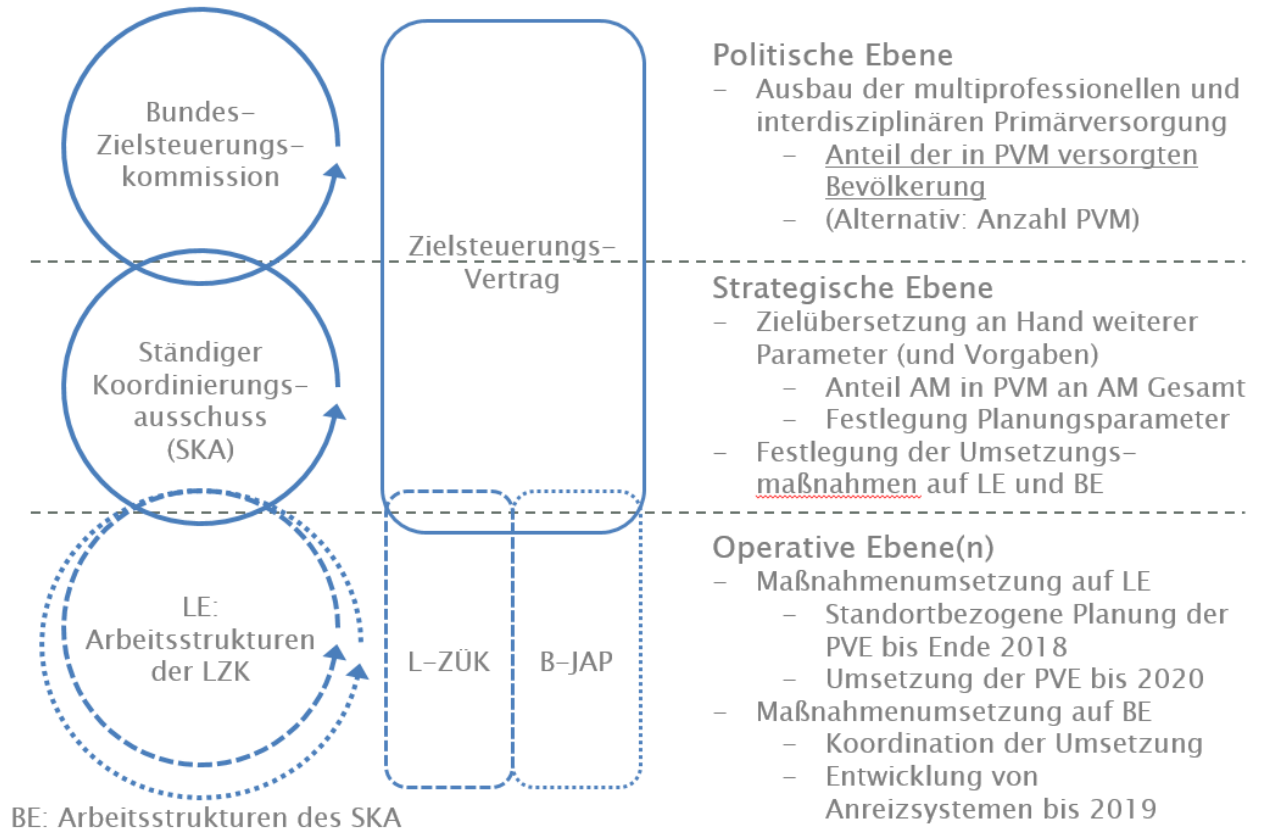 Bundes-
Zielsteuerungs-
kommission
Zielsteuerungs-
Vertrag
Politische Ebene
– Ausbau der multiprofessionellen und
interdisziplinären Primärversorgung
– Anteil der in PVM versorgten
Bevölkerung
– (Alternativ: Anzahl PVM)
Ständiger
Koordinierungs-
ausschuss
(SKA)
Strategische Ebene
– Zielübersetzung an Hand weiterer
Parameter (und Vorgaben)
– Anteil AM in PVM an AM Gesamt
– Festlegung Planungsparameter
– Festlegung der Umsetzungs-
maßnahmen auf LE und BE
LE:
Arbeitsstrukturen
der LZK
L-ZÜK
B-JAP
Operative Ebene(n)
– Maßnahmenumsetzung auf LE
– Standortbezogene Planung der
PVE bis Ende 2018
– Umsetzung der PVE bis 2020
– Maßnahmenumsetzung auf BE
– Koordination der Umsetzung
– Entwicklung von
Anreizsystemen bis 2019
BE: Arbeitsstrukturen des SKA